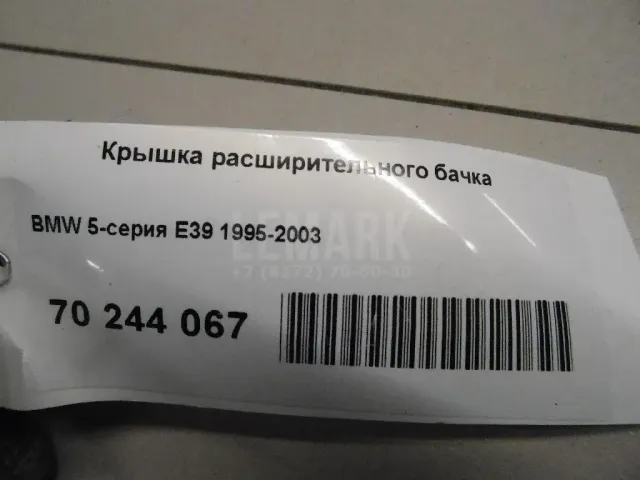 Крышка расширительного бачка
BMW 5-серия E39 1995-2003
70 244 067